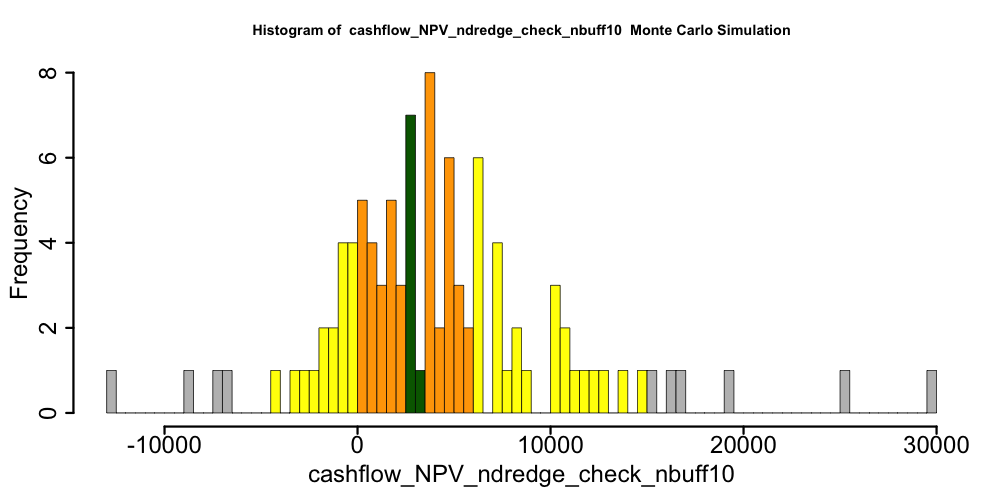 Histogram of  cashflow_NPV_ndredge_check_nbuff10  Monte Carlo Simulation
8
6
4
2
0
Frequency
-10000 0 10000 20000 30000
cashflow_NPV_ndredge_check_nbuff10